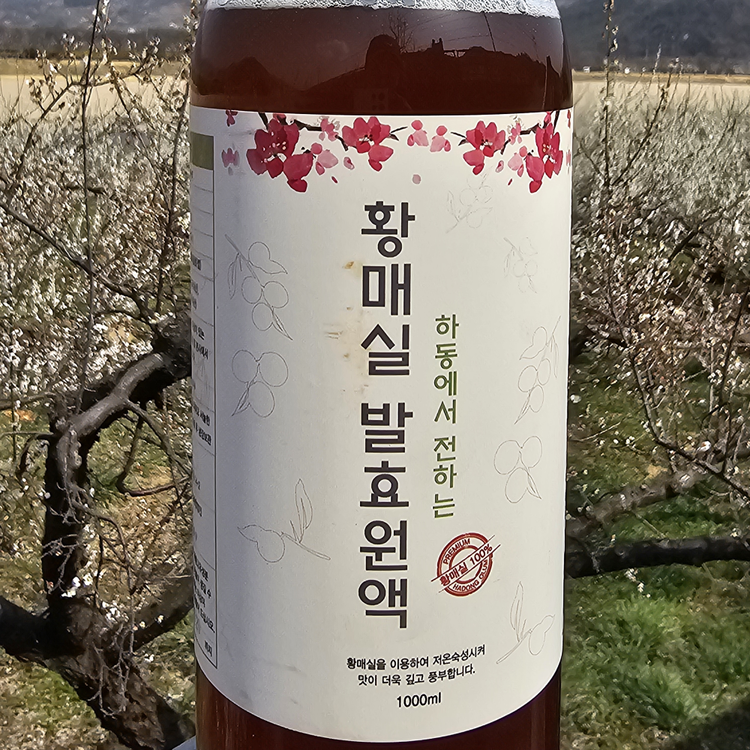 하동에서 전하는
황매실 발효원액
PREMIUM
황매실 100%
황매실을 이용하여 저온숙성시켜
맛이 더욱 깊고 풍부합니다.
1000ml